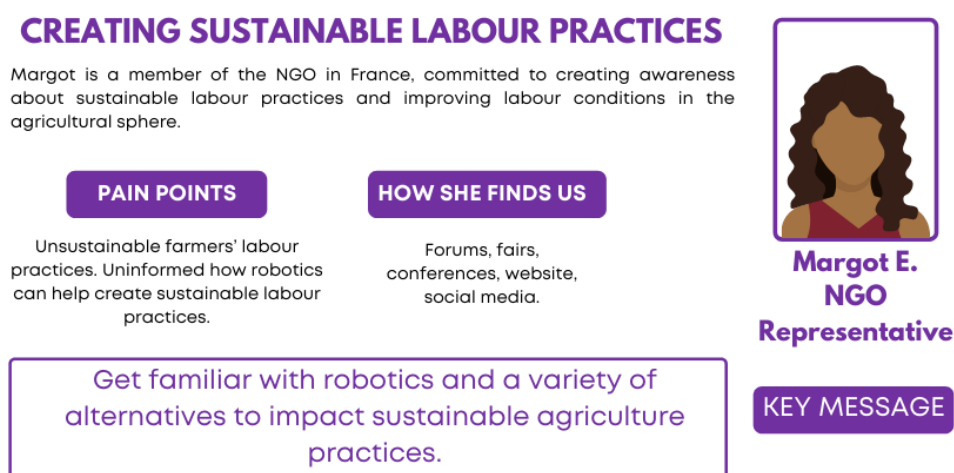 CREATING SUSTAINABLE LABOUR PRACTICES
Margot is a member of the NGO in France, committed to creating awareness
about sustainable labour practices and improving labour conditions in the
agricultural sphere.
PAIN POINTS
Unsustainable farmers' labour
practices. Uninformed how robotics
can help create sustainable labour
practices.
HOW SHE FINDS US
Forums, fairs,
conferences, website,
social media.
Margot E.
NGO
Representative
KEY MESSAGE
Get familiar with robotics and a variety of
alternatives to impact sustainable agriculture
practices.